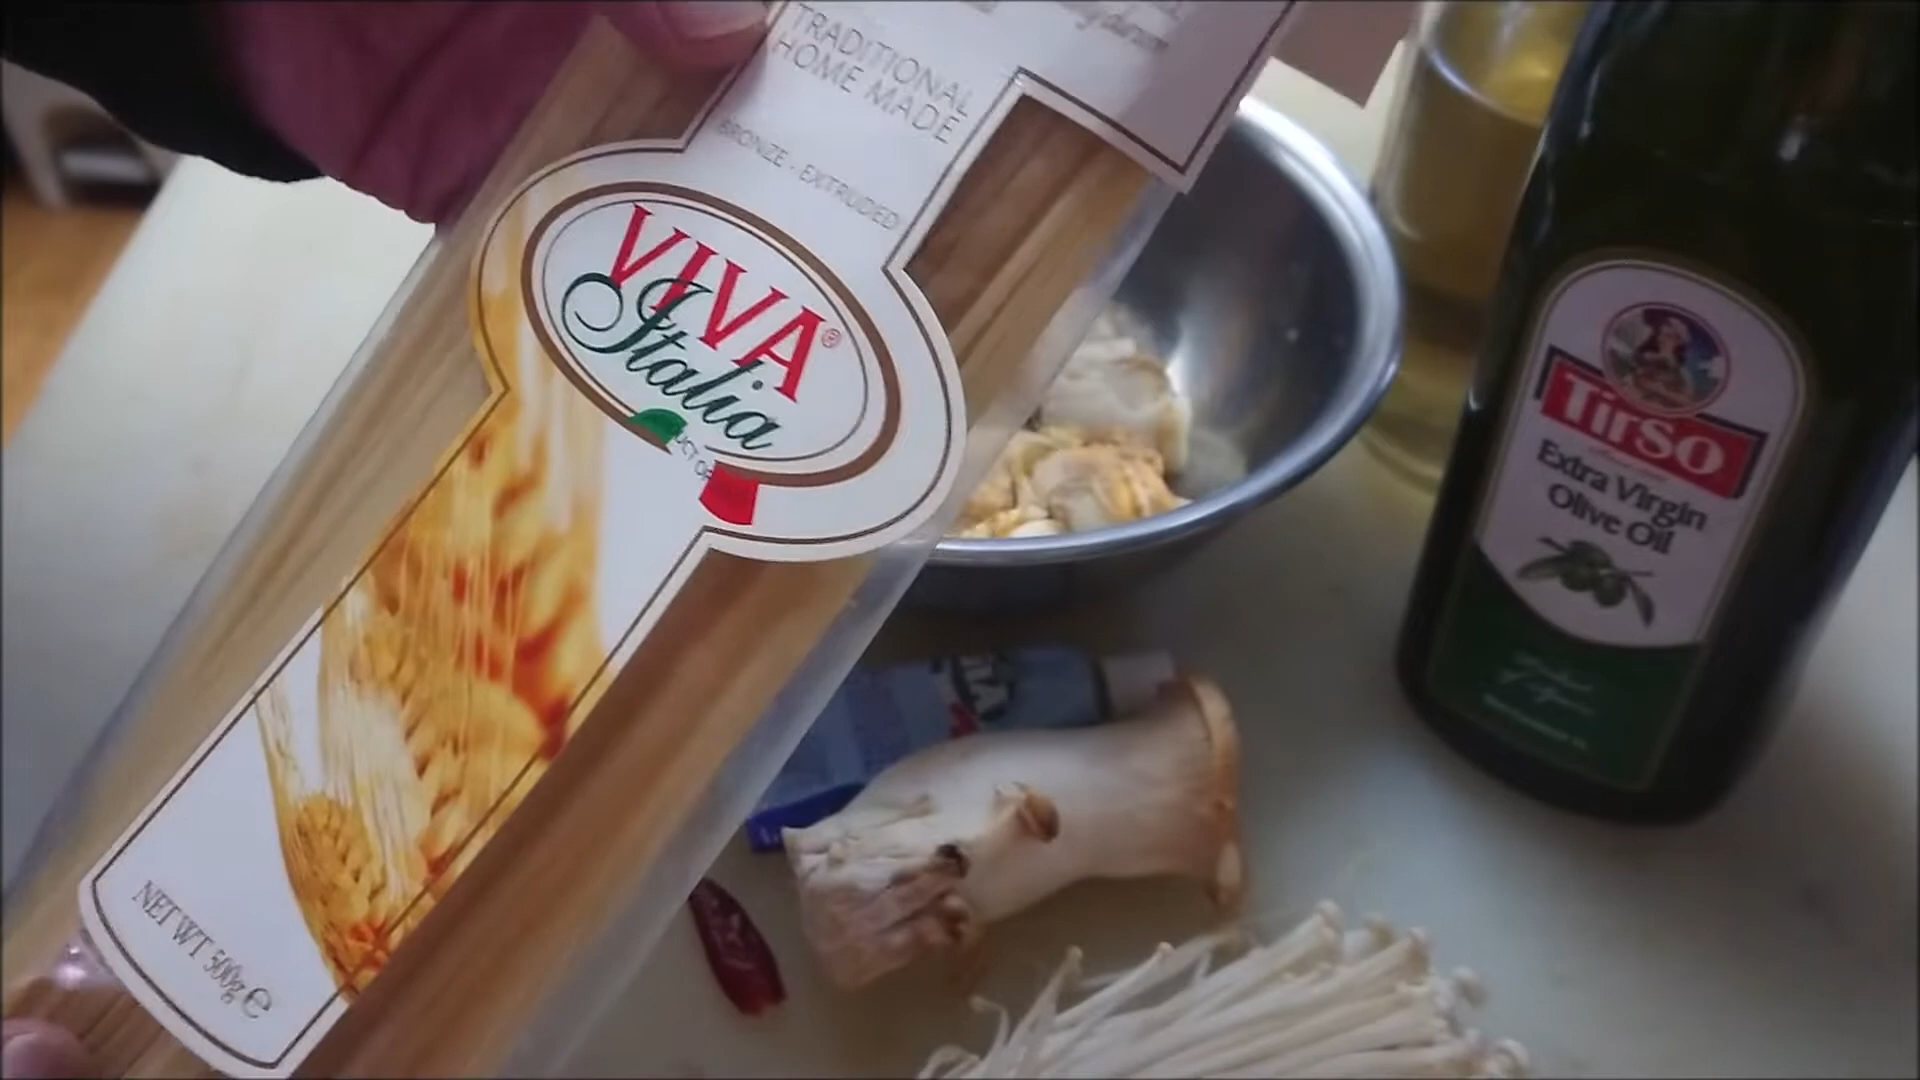 TRADITIONAL
HOME MADE
BRONZE - EXTRUDED
VIVA®
Italia
NET WT 500g e
Tirso
Extra Virgin
Olive Oil